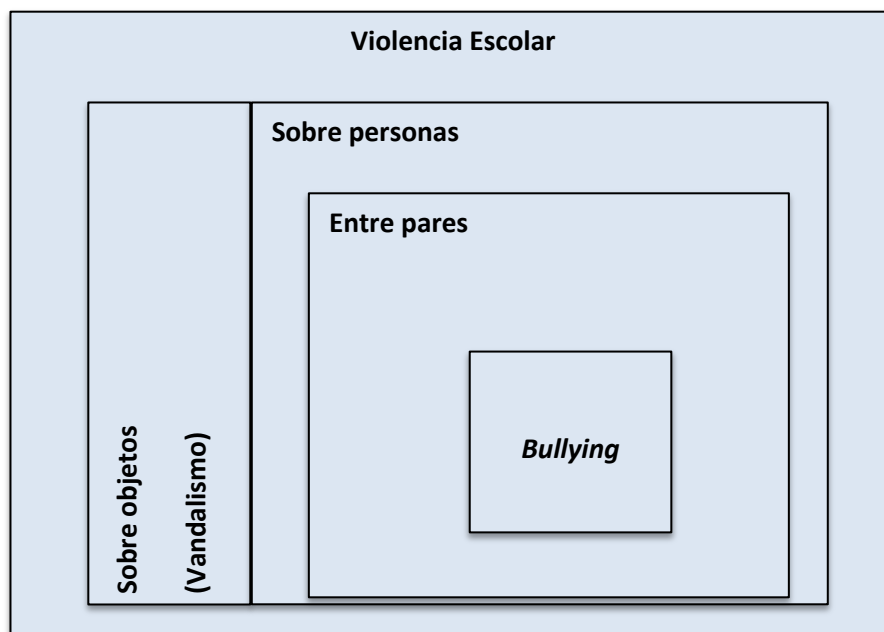 Violencia Escolar
Sobre personas
Entre pares
Bullying
Sobre objetos
(Vandalismo)